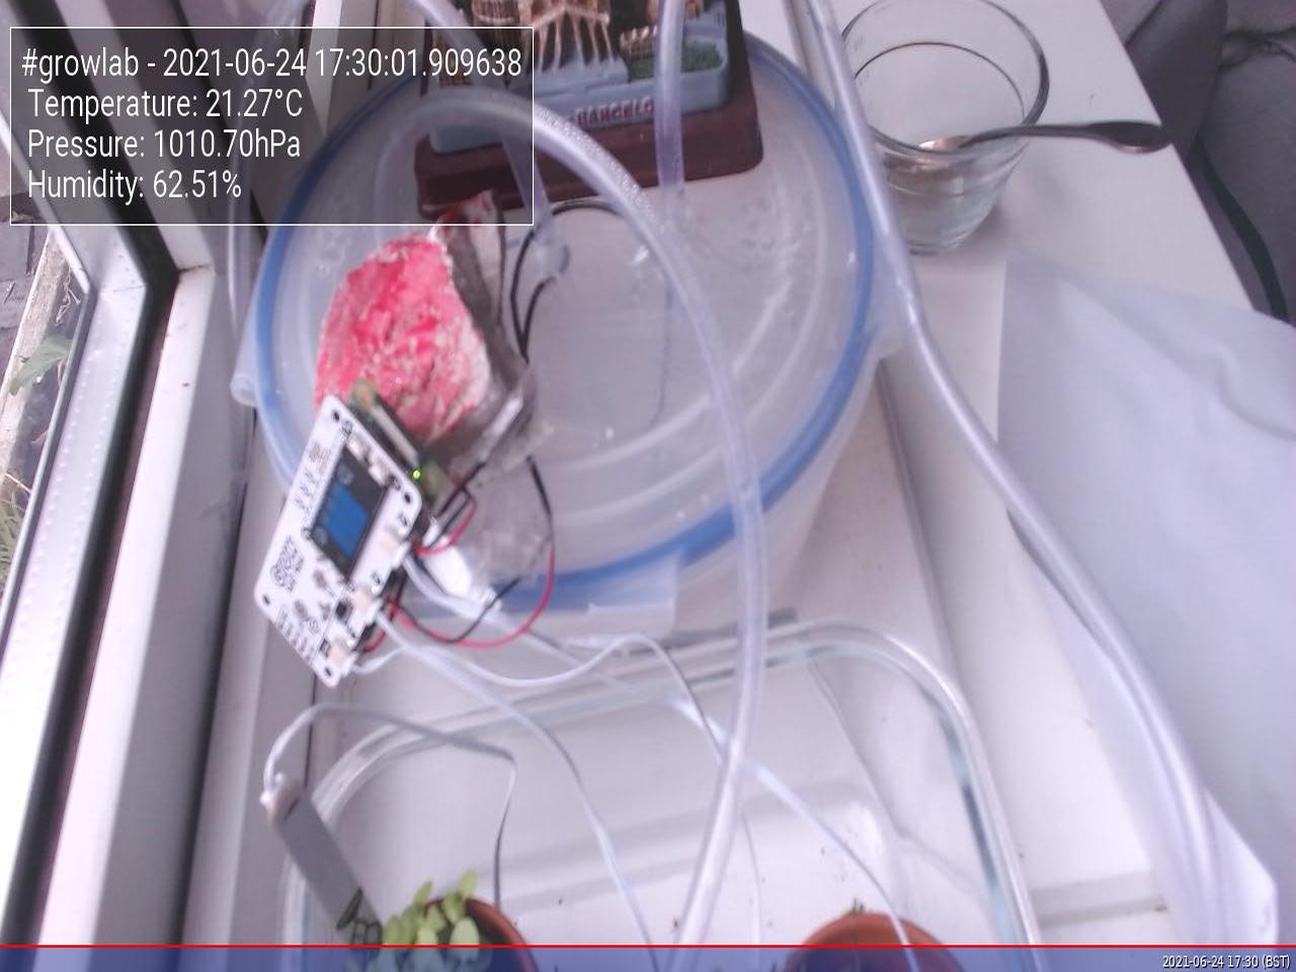 #growlab - 2021-06-24 17:30:01.909638
Temperature: 21.27°C
Pressure: 1010.70hPa
Humidity: 62.51%
BARCELO
2021-06-24 17:30 (BST)